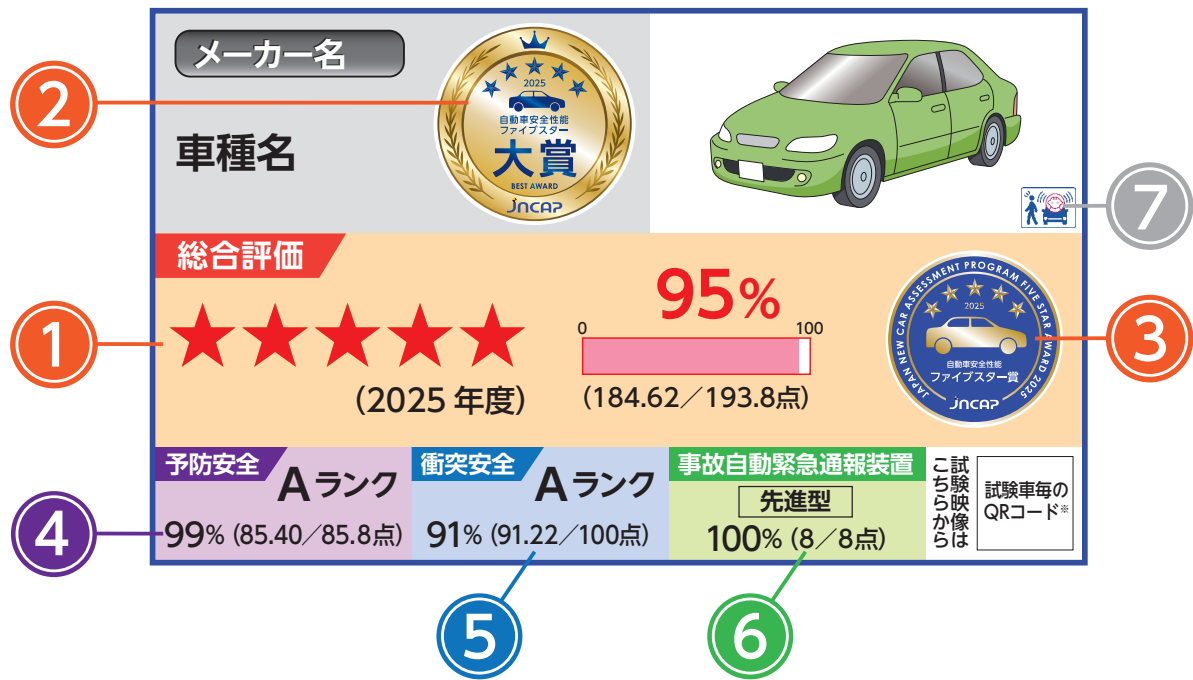 メーカー名
車種名
2025
自動車安全性能
ファイブスター
大賞
BEST AWARD
JNCAP
②
⑦
総合評価
①
(2025 年度)
95%
0 100
(184.62／193.8点)
JAPAN NEW CAR ASSESSMENT PROGRAM FIVE STAR AWARD 2025
2025
自動車安全性能
ファイブスター賞
JNCAP
③
予防安全
Aランク
99% (85.40／85.8点)
④
衝突安全
Aランク
91% (91.22／100点)
⑤
事故自動緊急通報装置
先進型
100% (8／8点)
⑥
試験映像は
こちらから
試験車毎の
QRコード※